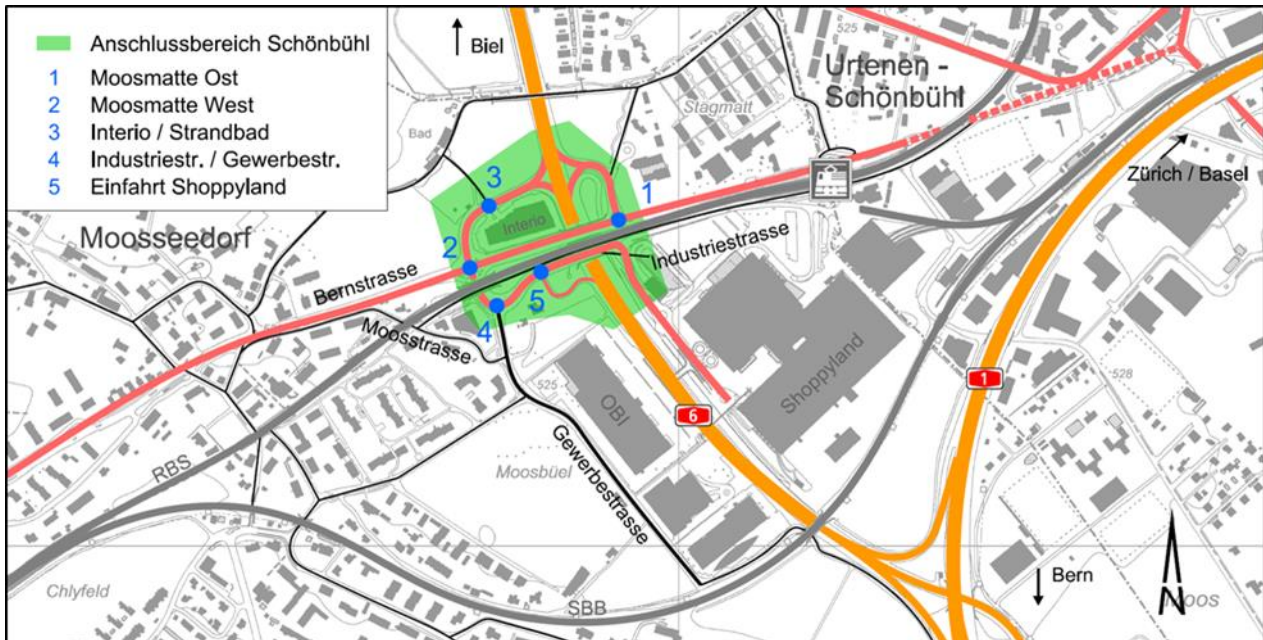 Anschlussbereich Schönbühl
1 Moosmatte Ost
2 Moosmatte West
3 Interio / Strandbad
4 Industriestr. / Gewerbestr.
5 Einfahrt Shoppyland
Biel
525
Urtenen -
Schönbühl
Stagmatt
Bad
Zürich / Basel
3
1
Interio
Moosseedorf
2
Industriestrasse
Bernstrasse
5
4
Moosstrasse
Shoppyland
525
OBI
1
528
6
RBS
Moosbüel
Gewerbestrasse
Chlyfeld
SBB
Bern
N
Moos